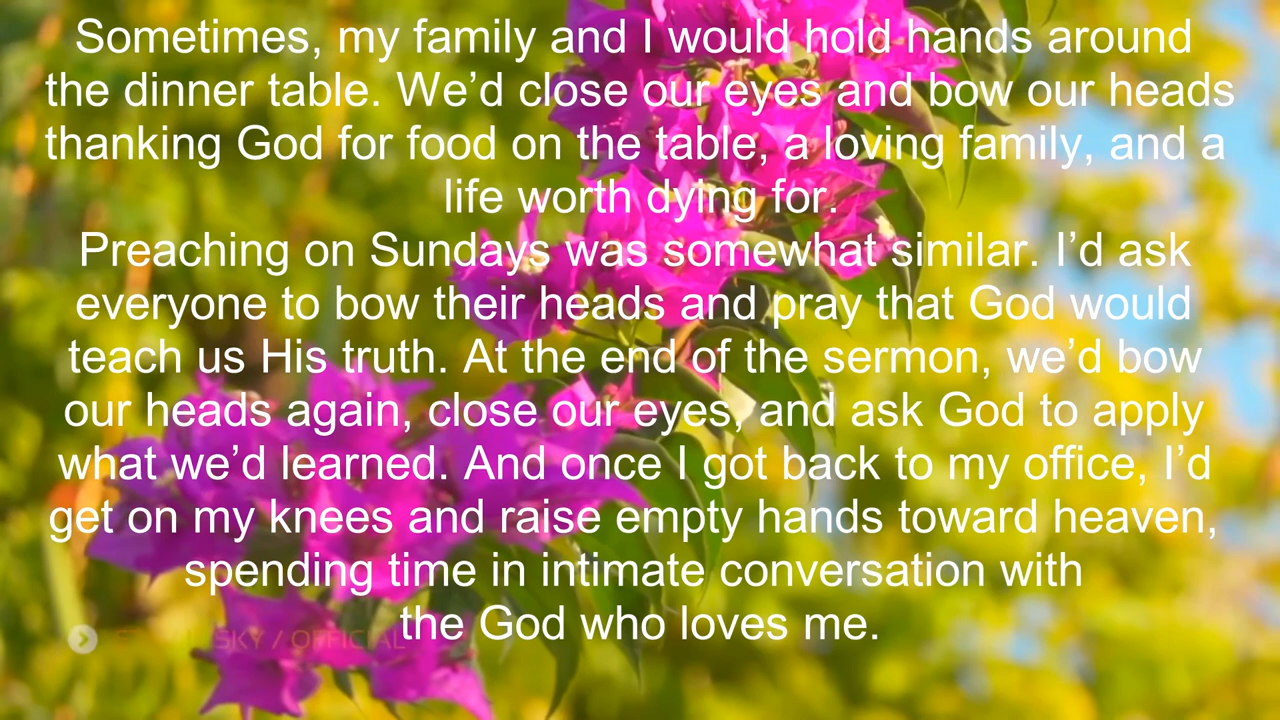 Sometimes, my family and I would hold hands around
the dinner table. We’d close our eyes and bow our heads
thanking God for food on the table, a loving family, and a
life worth dying for.
Preaching on Sundays was somewhat similar. I’d ask
everyone to bow their heads and pray that God would
teach us His truth. At the end of the sermon, we’d bow
our heads again, close our eyes, and ask God to apply
what we’d learned. And once I got back to my office, I’d
get on my knees and raise empty hands toward heaven,
spending time in intimate conversation with
the God who loves me.
SKY / OFFICIAL